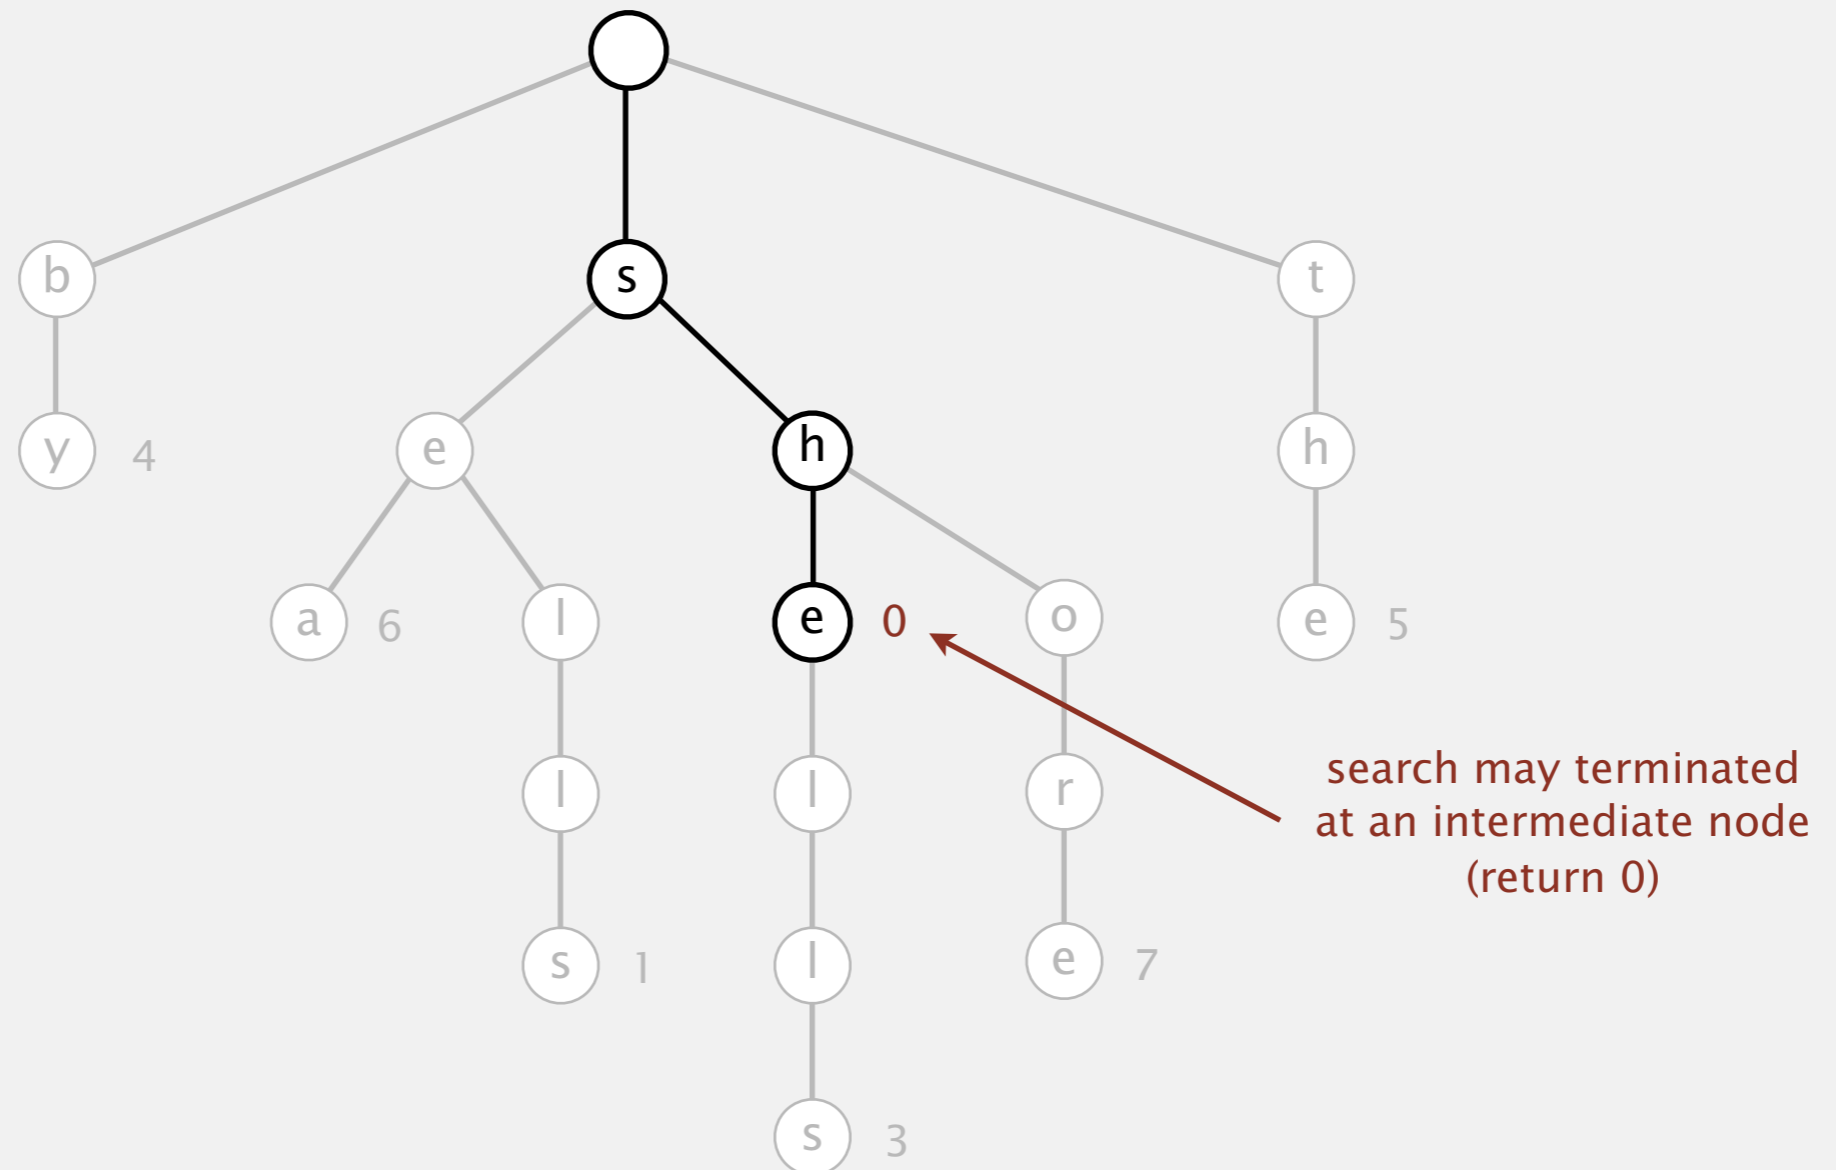 b
s
t
y 4
e
h
h
a 6
l
e 0
o
e 5
l
l
r
search may terminated
at an intermediate node
(return 0)
s 1
l
e 7
s 3